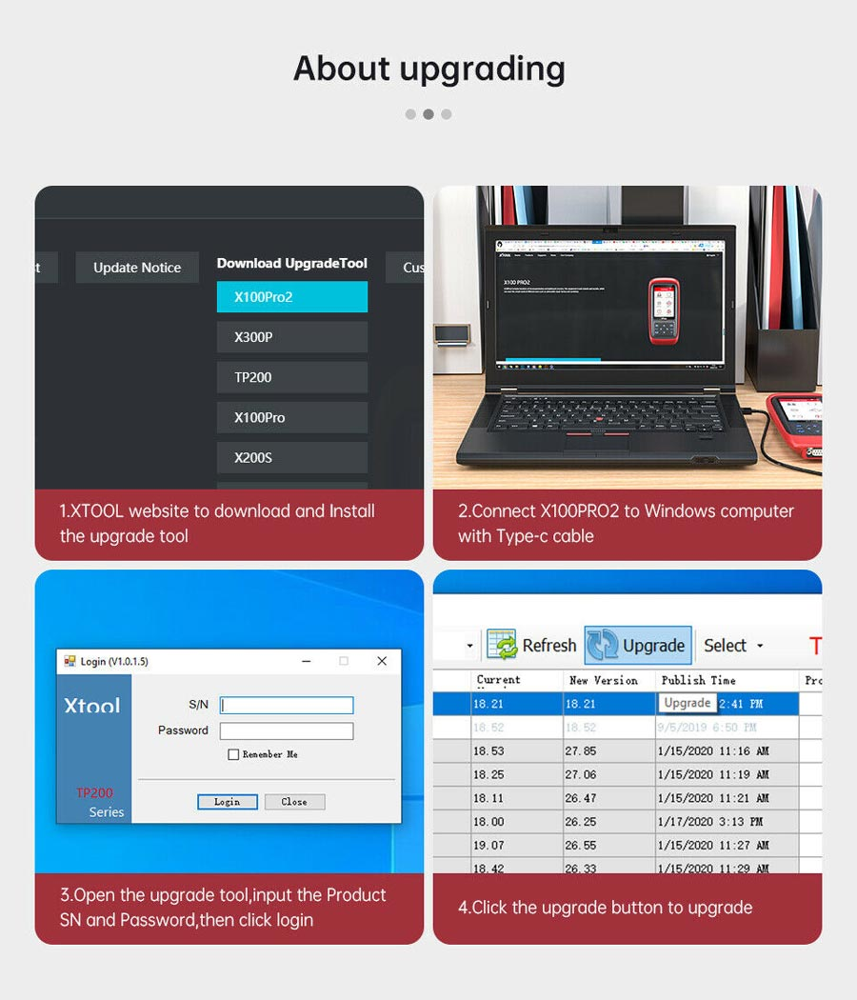 About upgrading
t
Update Notice
Download UpgradeTool
Cus
X100Pro2
X300P
TP200
X100Pro
X200S
1.XTOOL website to download and Install
the upgrade tool
X100 PRO2
2.Connect X100PRO2 to Windows computer
with Type-c cable
Login (V1.0.1.5)
Xtool
S/N
Password
Remember Me
TP200
Series
Login
Close
3.Open the upgrade tool,input the Product
SN and Password,then click login
Refresh
Upgrade
Select
T
Current
New Version
Publish Time
Pro
18.21
18.21
Upgrade
2:41 PM
18.52
18.52
9/5/2019 6:50 PM
18.53
27.85
1/15/2020 11:16 AM
18.25
27.06
1/15/2020 11:19 AM
18.11
26.47
1/15/2020 11:21 AM
18.00
26.25
1/17/2020 3:13 PM
19.07
26.55
1/15/2020 11:27 AM
18.42
26.33
1/15/2020 11:29 AM
4.Click the upgrade button to upgrade